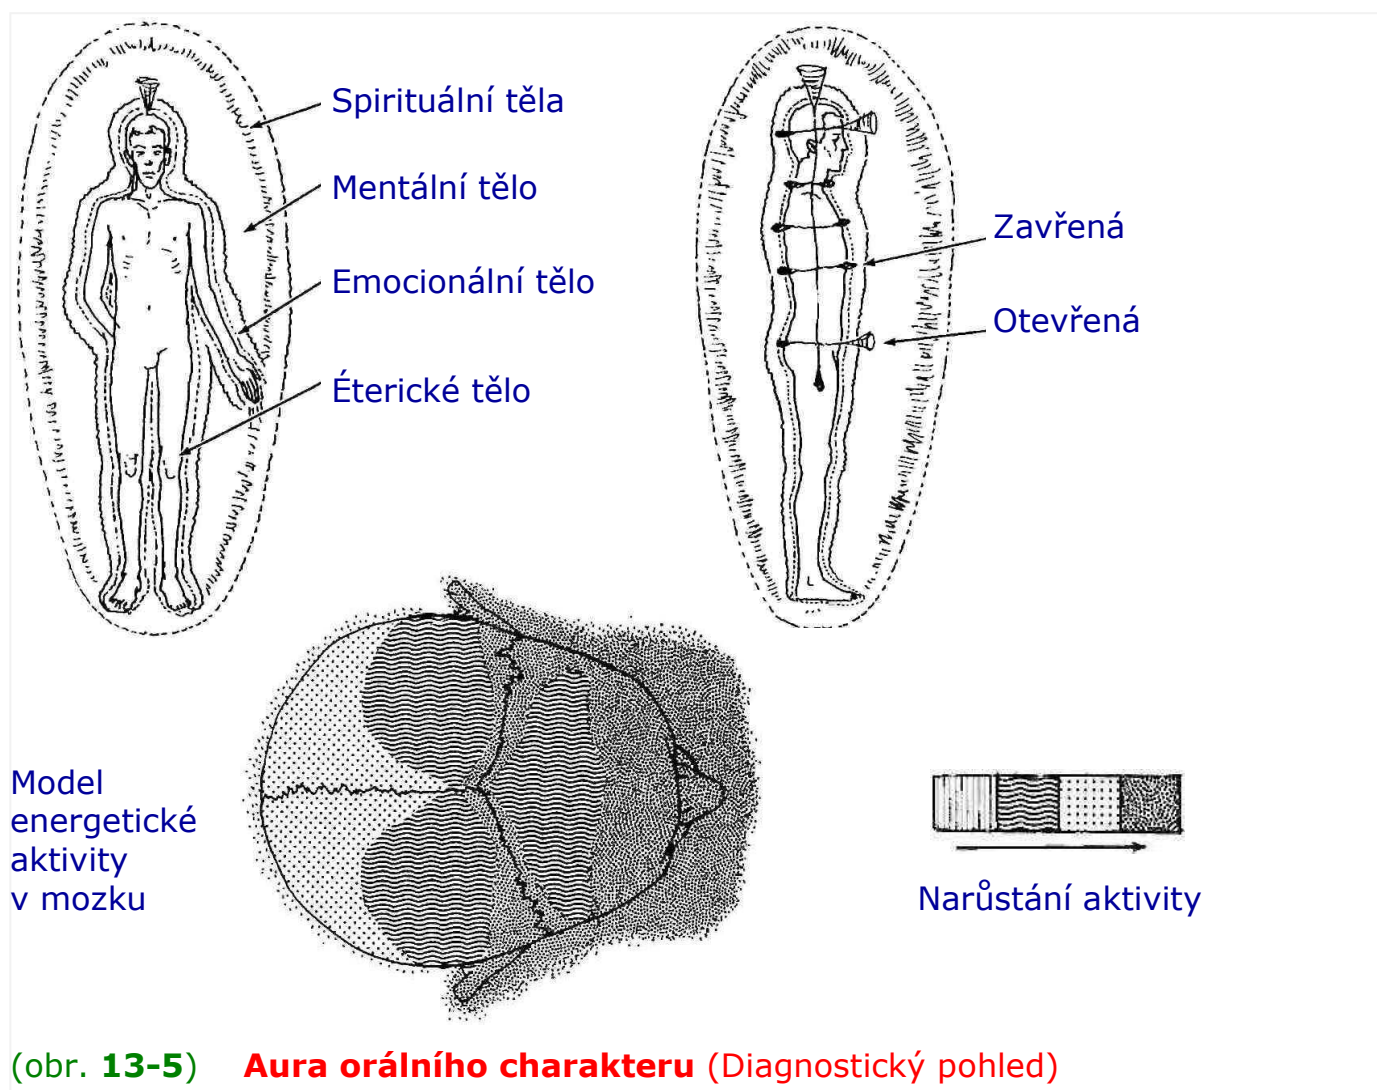 Spirituální těla
Mentální tělo
Emocionální tělo
Éterické tělo
Zavřená
Otevřená
Model
energetické
aktivity
v mozku
Narůstání aktivity
(obr. 13-5) Aura orálního charakteru (Diagnostický pohled)